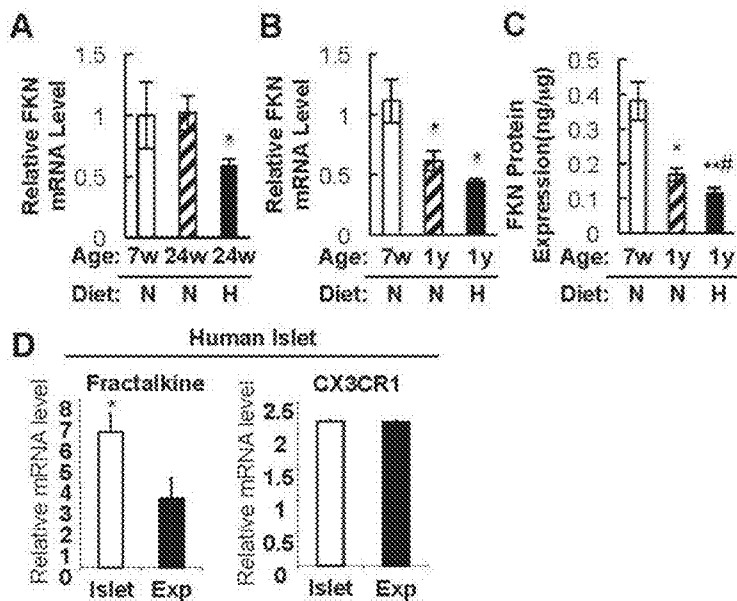 A
Relative FKN
mRNA Level
1.5
1
0.5
0
*
Age: 7w 24w 24w
Diet: N N H
B
Relative FKN
mRNA Level
1.5
1
0.5
0
*
*
Age: 7w 1y 1y
Diet: N N H
C
FKN Protein
Expression(ng/µg)
0.5
0.4
0.3
0.2
0.1
0
*
**#
Age: 7w 1y 1y
Diet: N N H
D
Human Islet
Fractalkine
Relative mRNA level
8
7
6
5
4
3
2
1
0
*
Islet Exp
CX3CR1
Relative mRNA level
2.5
2
1.5
1
0.5
0
Islet Exp